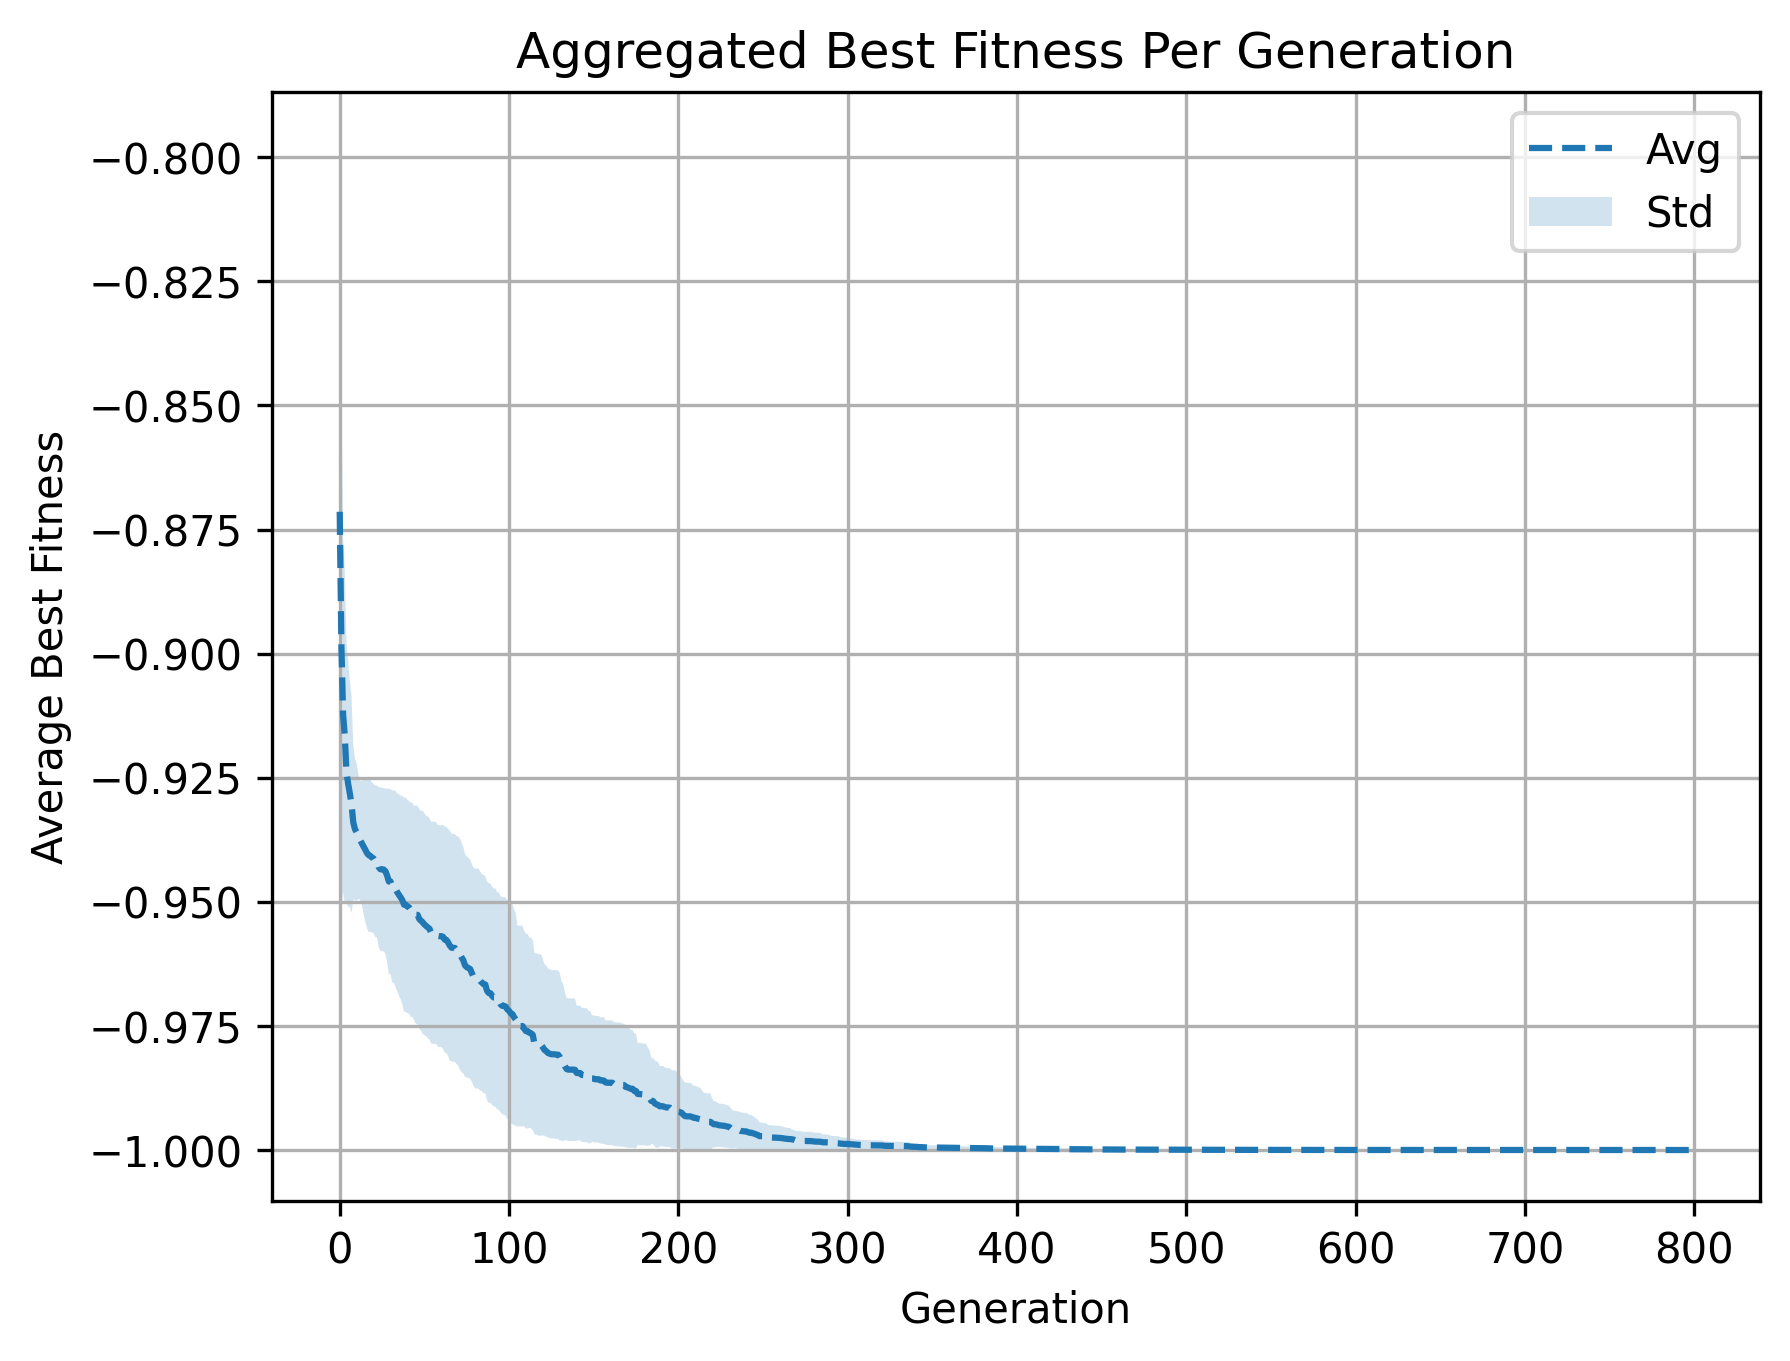 Aggregated Best Fitness Per Generation
Avg
Std
−0.800
−0.825
−0.850
−0.875
−0.900
−0.925
−0.950
−0.975
−1.000
Average Best Fitness
0 100 200 300 400 500 600 700 800
Generation